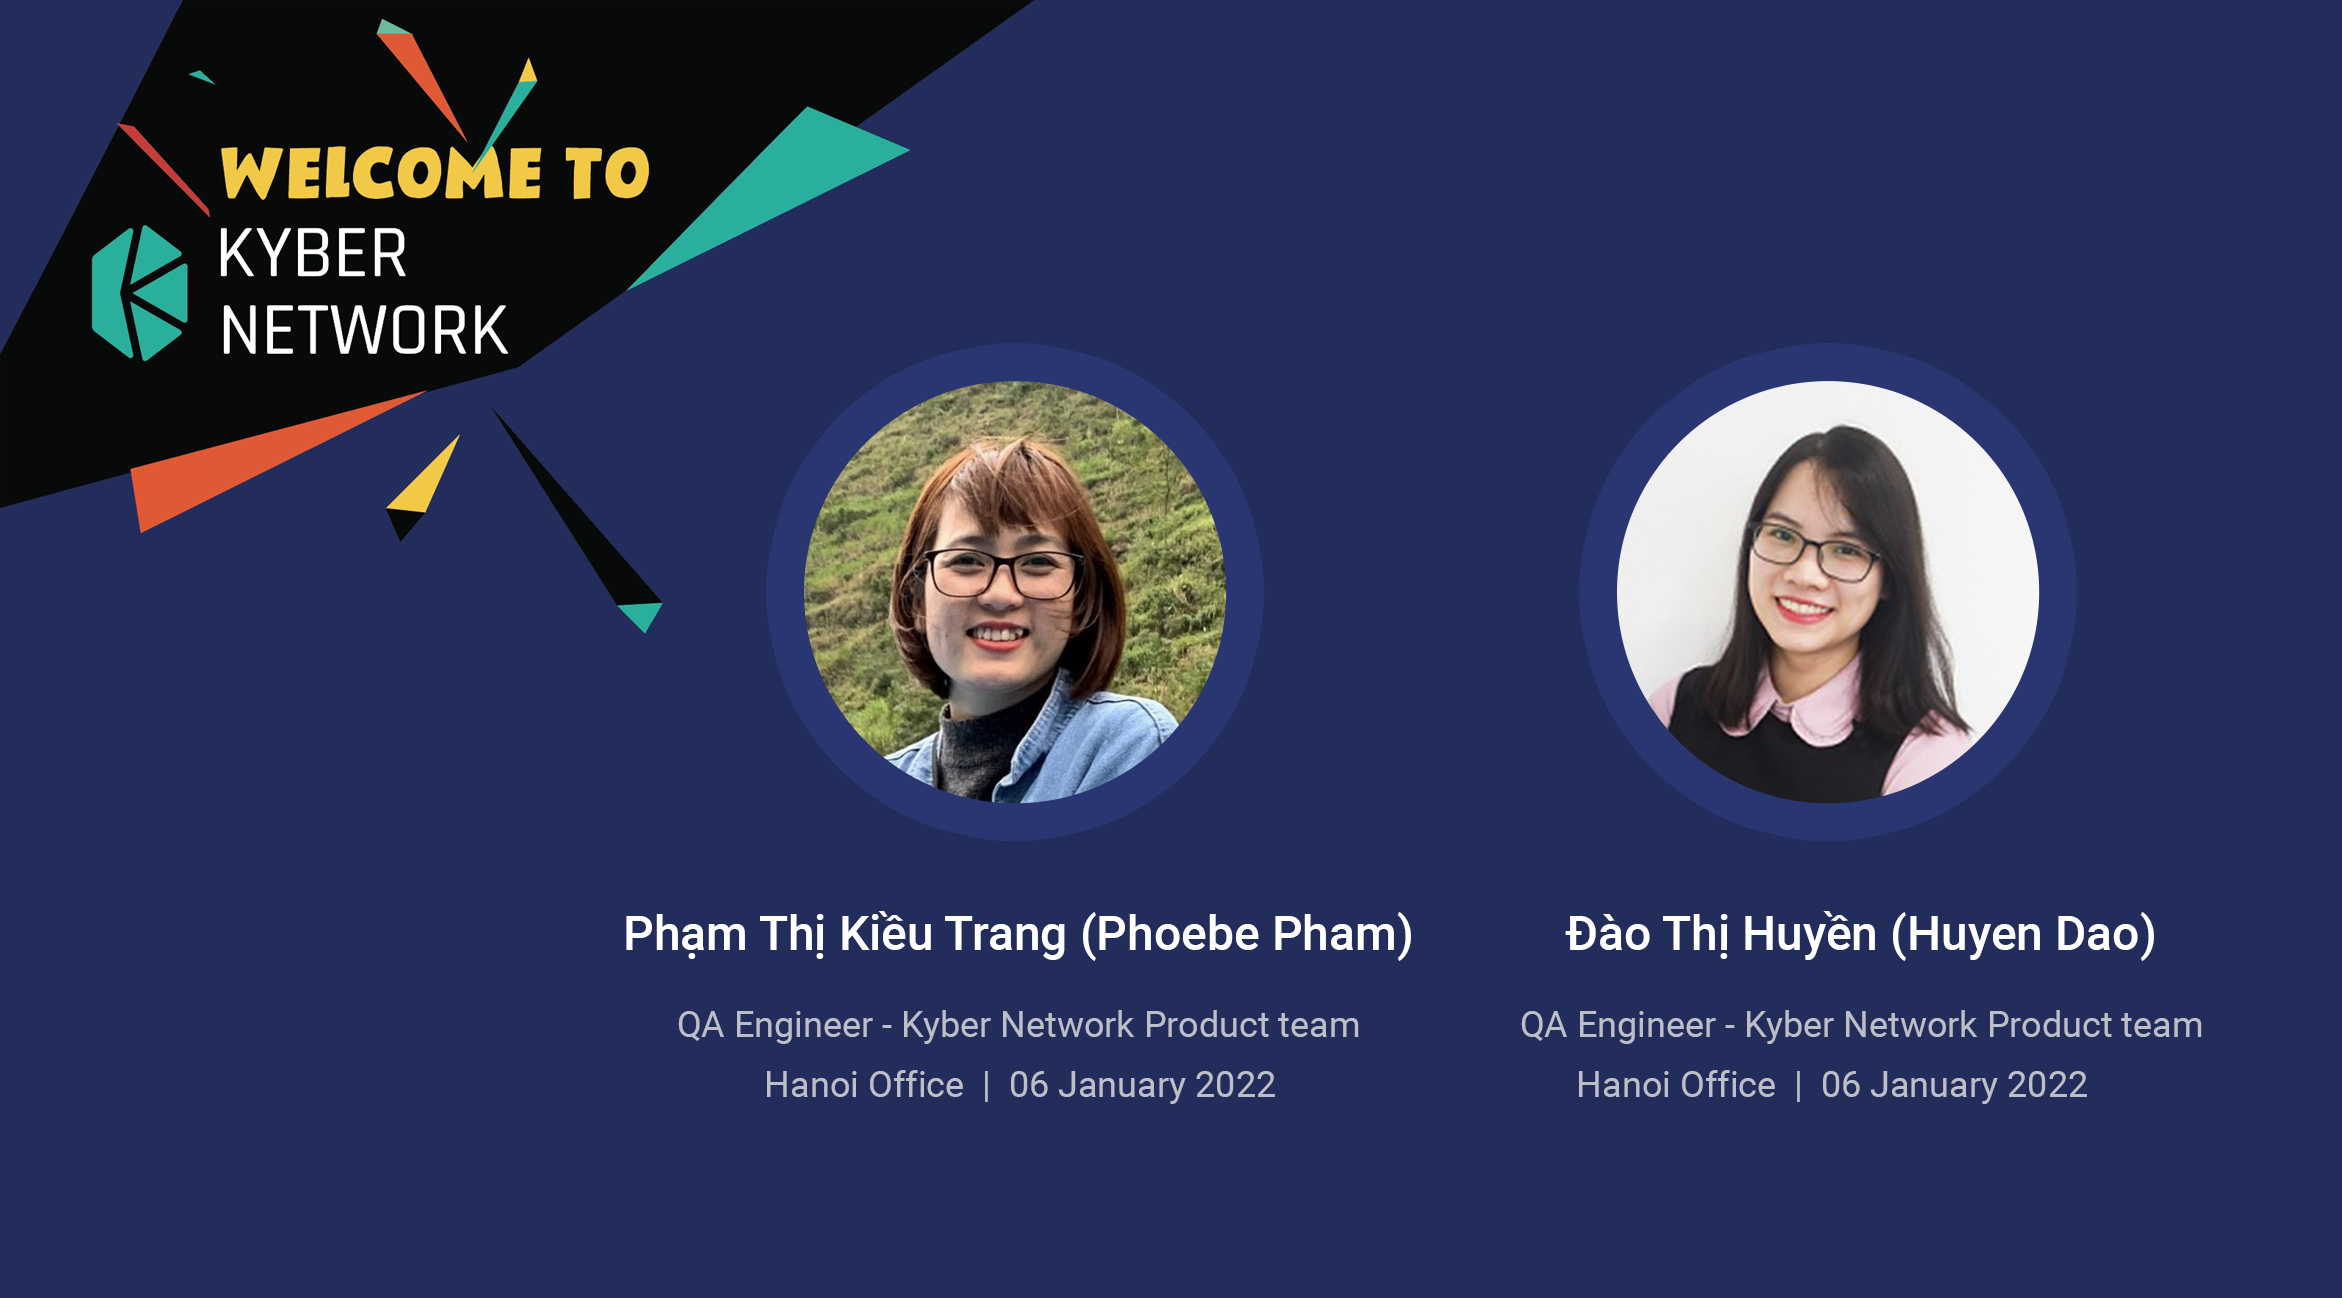 WELCOME TO
KYBER
NETWORK
Phạm Thị Kiều Trang (Phoebe Pham)
QA Engineer - Kyber Network Product team
Hanoi Office | 06 January 2022
Đào Thị Huyền (Huyen Dao)
QA Engineer - Kyber Network Product team
Hanoi Office | 06 January 2022